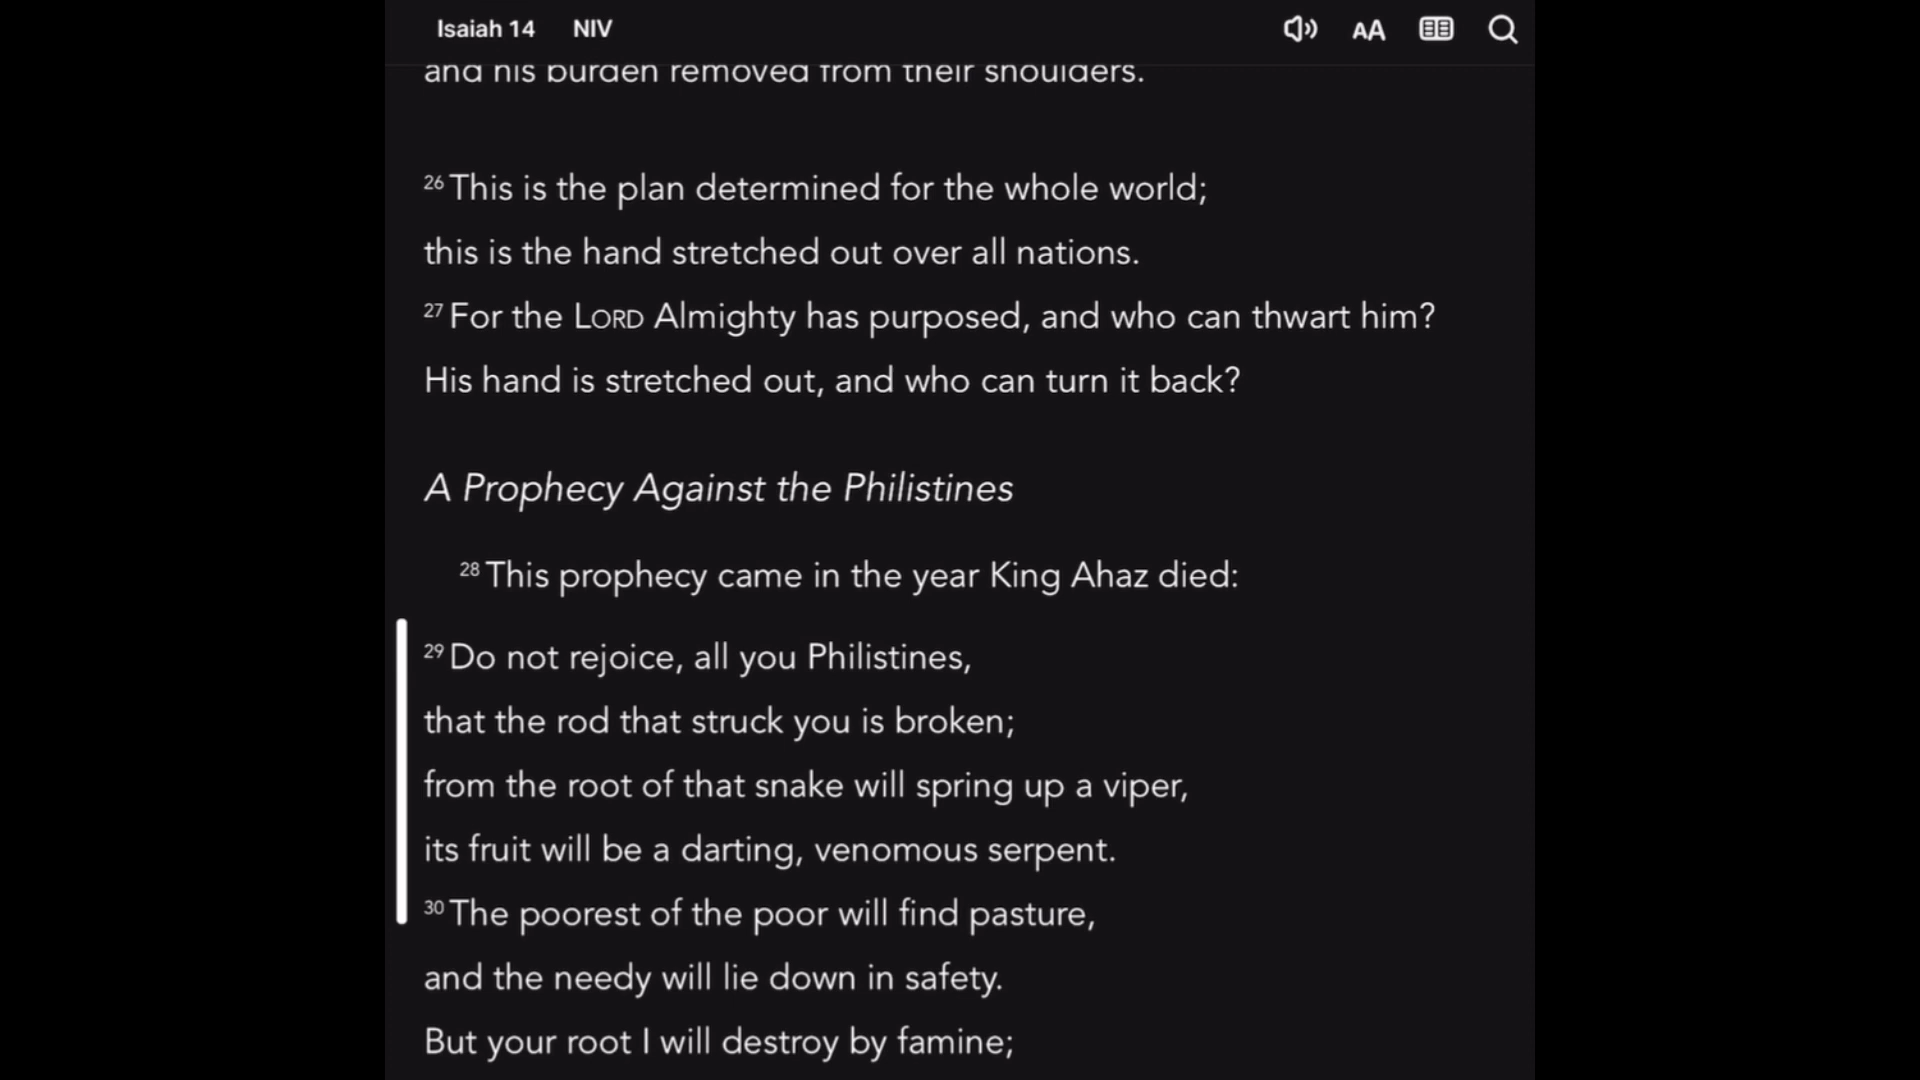 Isaiah 14 NIV AA
and his burden removed from their shoulders.
26 This is the plan determined for the whole world;
this is the hand stretched out over all nations.
27 For the LORD Almighty has purposed, and who can thwart him?
His hand is stretched out, and who can turn it back?
A Prophecy Against the Philistines
28 This prophecy came in the year King Ahaz died:
29 Do not rejoice, all you Philistines,
that the rod that struck you is broken;
from the root of that snake will spring up a viper,
its fruit will be a darting, venomous serpent.
30 The poorest of the poor will find pasture,
and the needy will lie down in safety.
But your root I will destroy by famine;